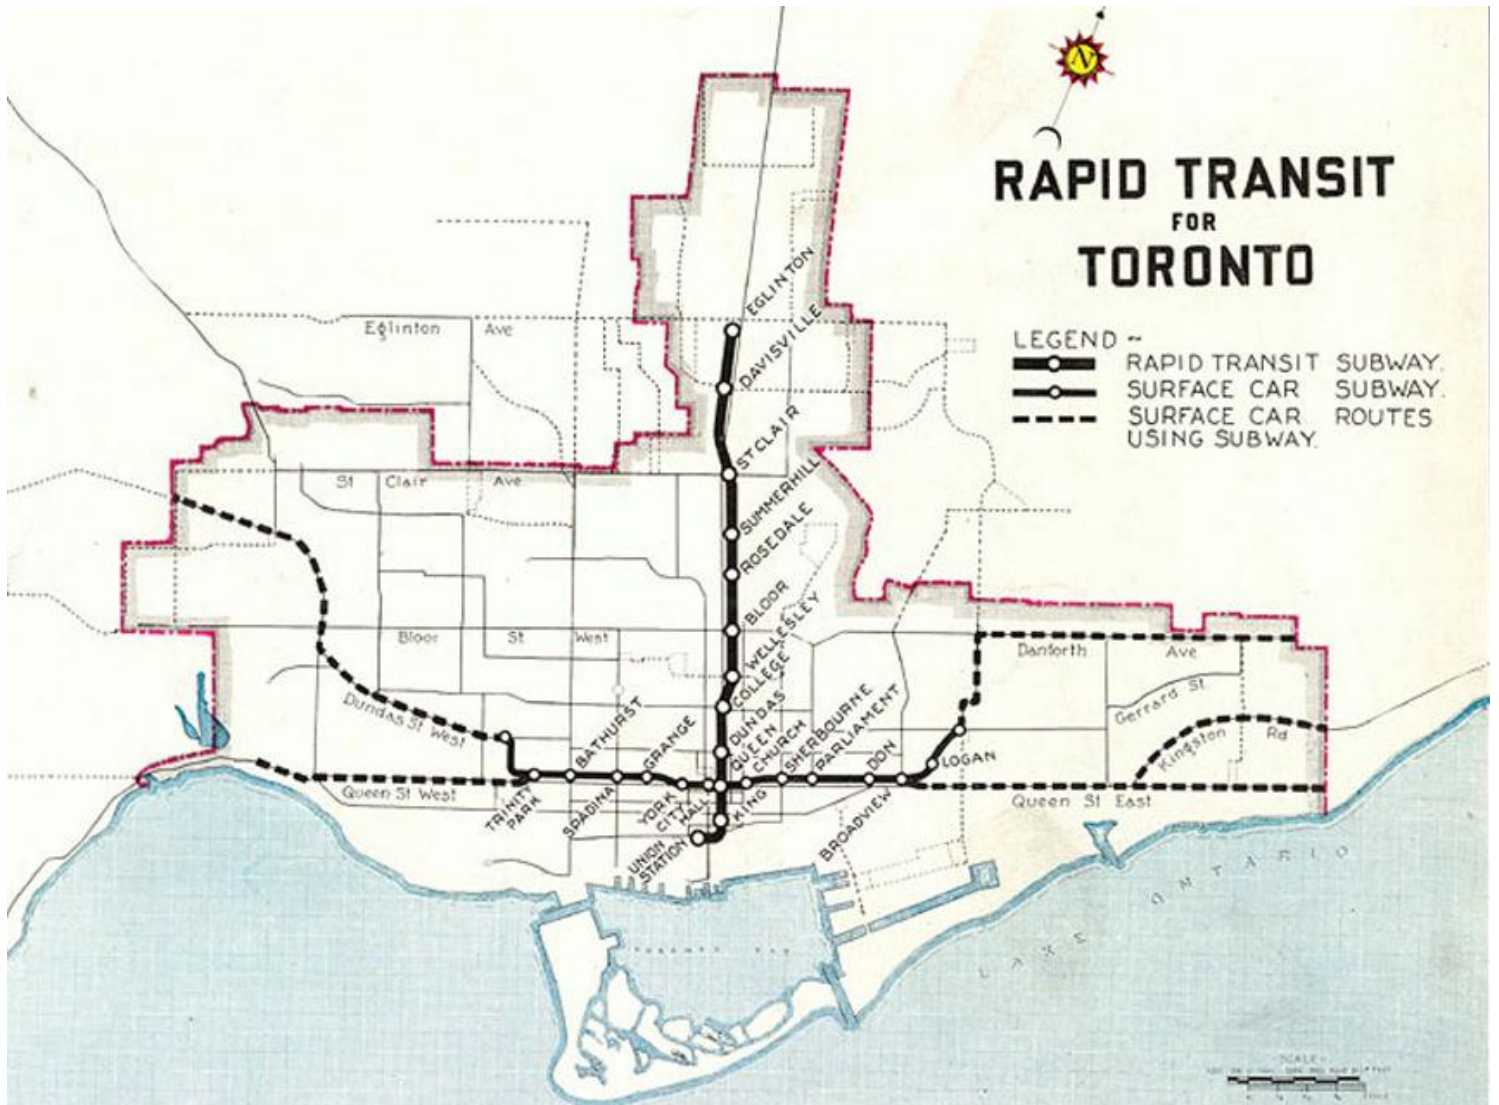 N
RAPID TRANSIT
FOR
TORONTO
LEGEND ~
RAPID TRANSIT SUBWAY.
SURFACE CAR SUBWAY.
SURFACE CAR ROUTES
USING SUBWAY.
EGLINTON
Eglinton Ave
DAVISVILLE
ST CLAIR
St Clair Ave
SUMMERHILL
ROSEDALE
BLOOR
Bloor St West
WELLESLEY
COLLEGE
Danforth Ave
Gerrard St
Kingston Rd
Dundas St West
BATHURST
GRANGE
DUNDAS
QUEEN
CHURCH
SHERBOURNE
PARLIAMENT
DON
LOGAN
Queen St West
TRINITY
PARK
SPADINA
YORK
CITY
HALL
KING
BROADVIEW
Queen St East
UNION
STATION
LAKE ONTARIO
SCALE